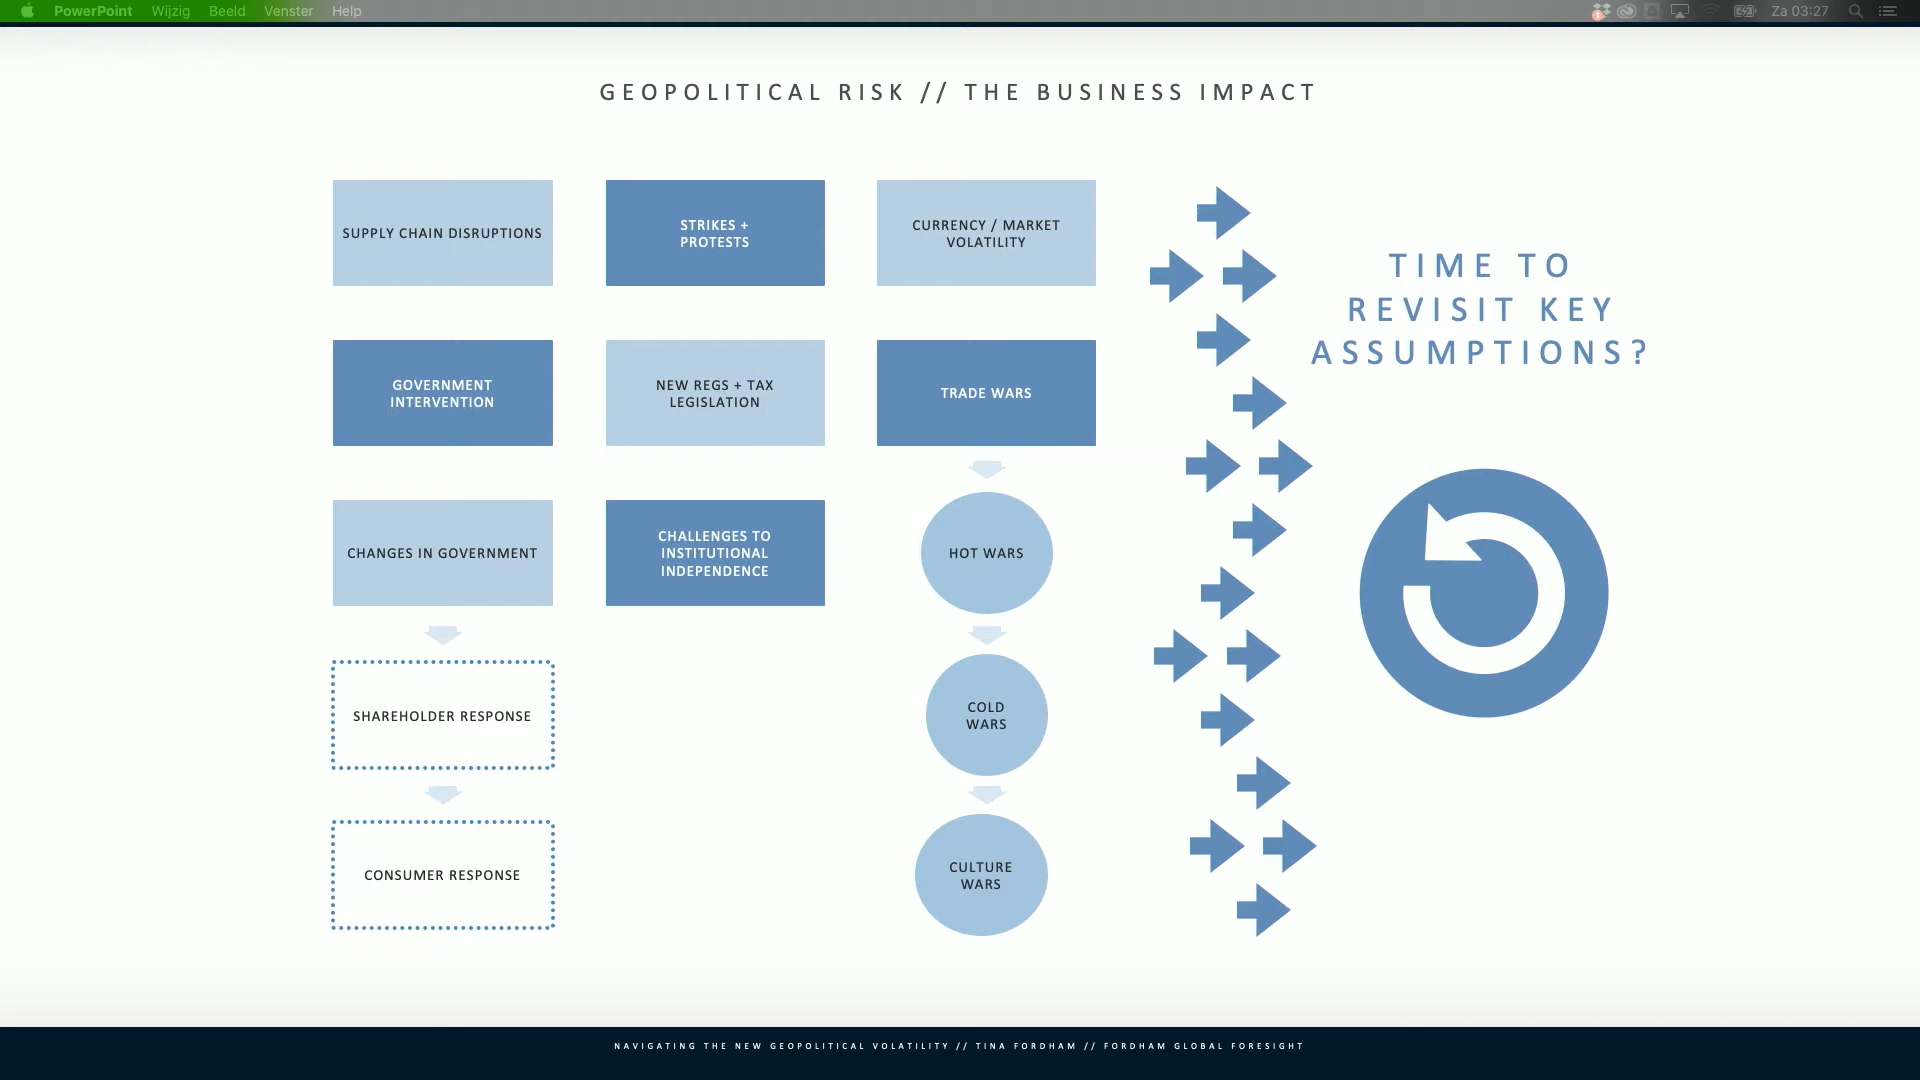 PowerPoint Wijzig Beeld Venster Help
Za 03:27
GEOPOLITICAL RISK // THE BUSINESS IMPACT
SUPPLY CHAIN DISRUPTIONS
STRIKES +
PROTESTS
CURRENCY / MARKET
VOLATILITY
GOVERNMENT
INTERVENTION
NEW REGS + TAX
LEGISLATION
TRADE WARS
CHANGES IN GOVERNMENT
CHALLENGES TO
INSTITUTIONAL
INDEPENDENCE
HOT WARS
SHAREHOLDER RESPONSE
COLD
WARS
CONSUMER RESPONSE
CULTURE
WARS
TIME TO
REVISIT KEY
ASSUMPTIONS?
NAVIGATING THE NEW GEOPOLITICAL VOLATILITY // TINA FORDHAM // FORDHAM GLOBAL FORESIGHT